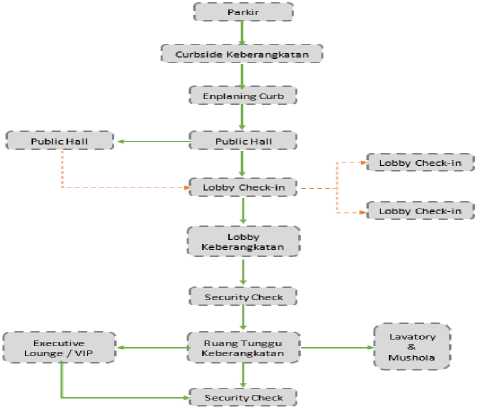 Parkir
Curbside Keberangkatan
Enplaning Curb
Public Hall
Public Hall
Lobby Check-in
Lobby Check-in
Lobby Check-in
Lobby
Keberangkatan
Security Check
Executive
Lounge / VIP
Ruang Tunggu
Keberangkatan
Lavatory
&
Mushola
Security Check